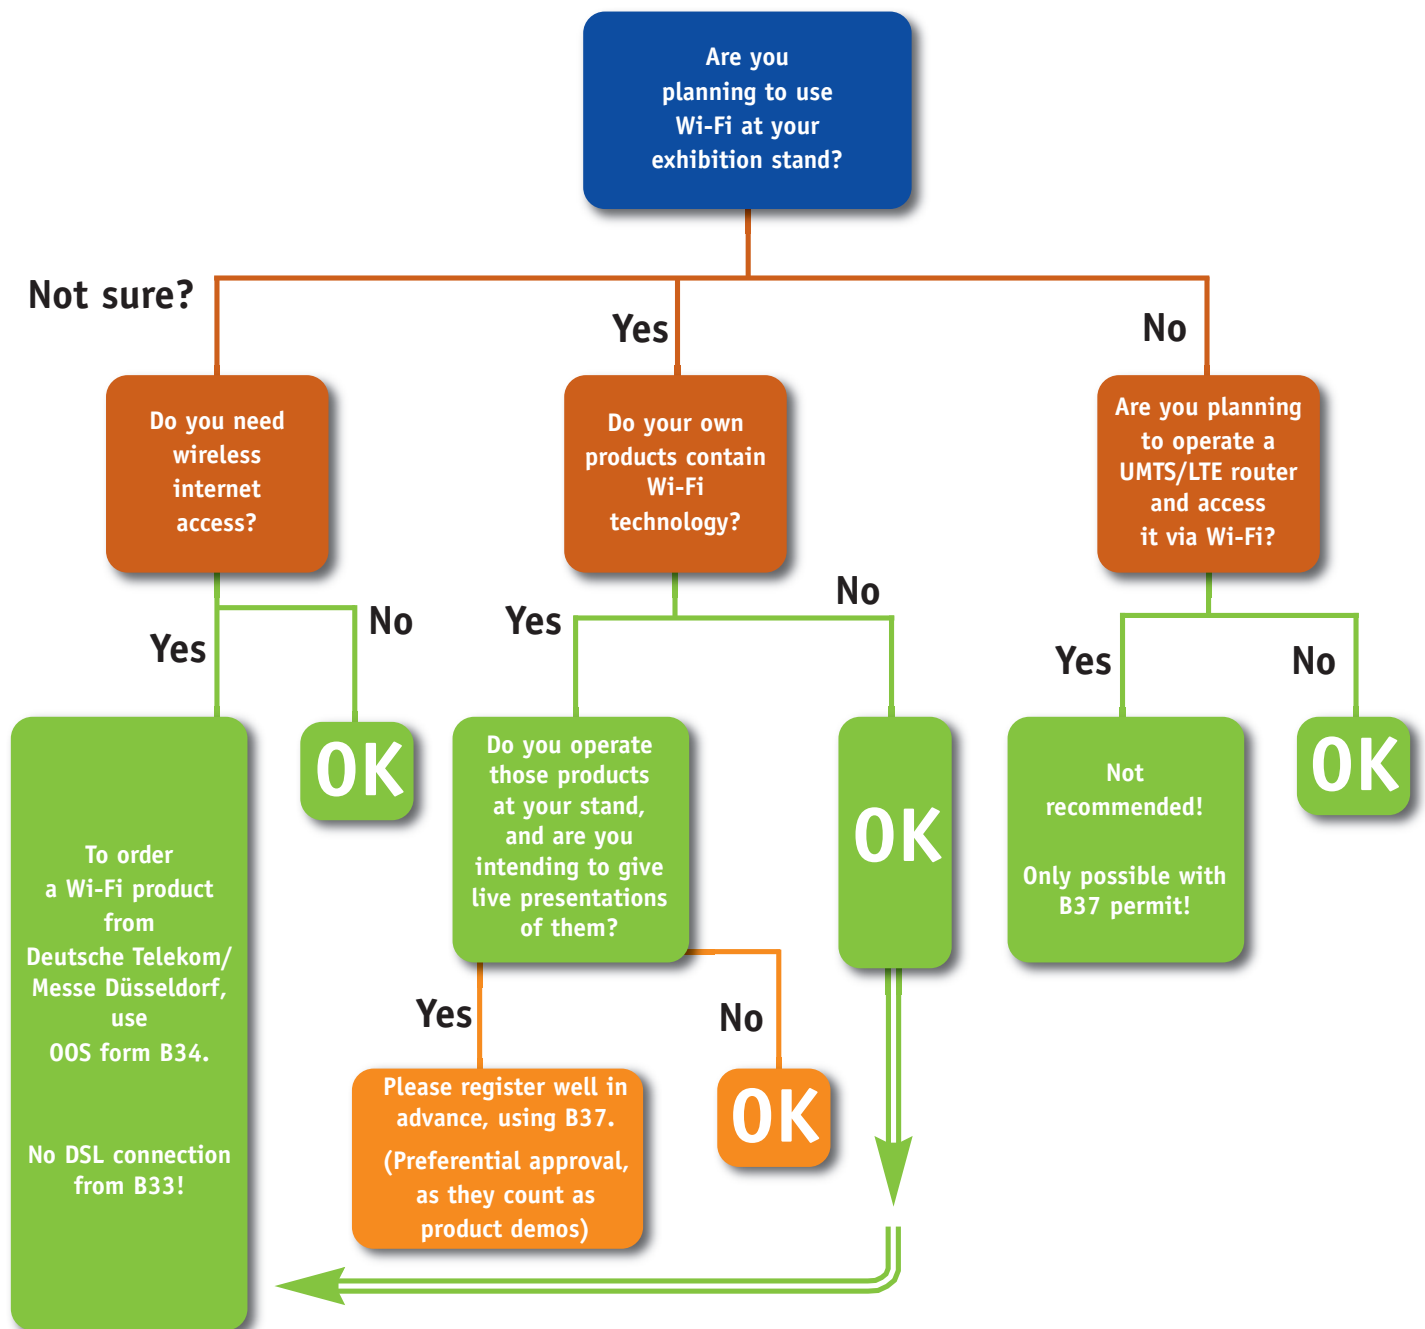 Are you
planning to use
Wi-Fi at your
exhibition stand?
Not sure?
Yes
No
Do you need
wireless
internet
access?
Do your own
products contain
Wi-Fi
technology?
Are you planning
to operate a
UMTS/LTE router
and access
it via Wi-Fi?
Yes
No
Yes
No
Yes
No
To order
a Wi-Fi product
from
Deutsche Telekom/
Messe Düsseldorf,
use
OOS form B34.
No DSL connection
from B33!
OK
Do you operate
those products
at your stand,
and are you
intending to give
live presentations
of them?
OK
Not
recommended!
Only possible with
B37 permit!
OK
Yes
No
Please register well in
advance, using B37.
(Preferential approval,
as they count as
product demos)
OK